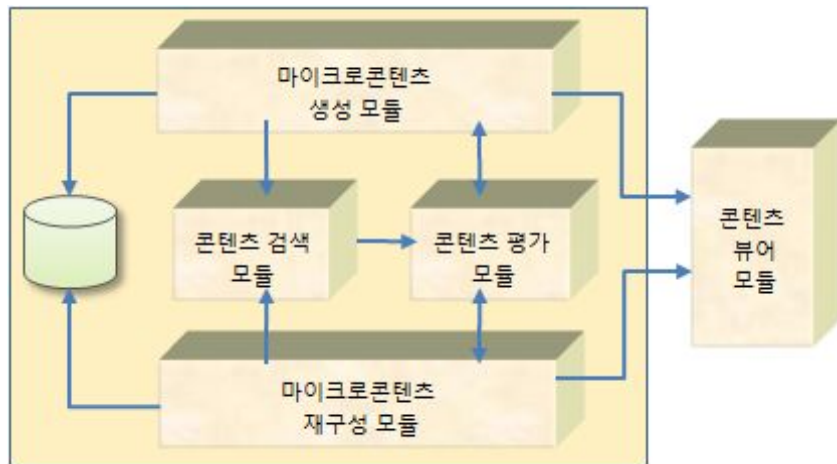 마이크로콘텐츠
생성 모듈
콘텐츠 검색
모듈
콘텐츠 평가
모듈
콘텐츠
뷰어
모듈
마이크로콘텐츠
재구성 모듈